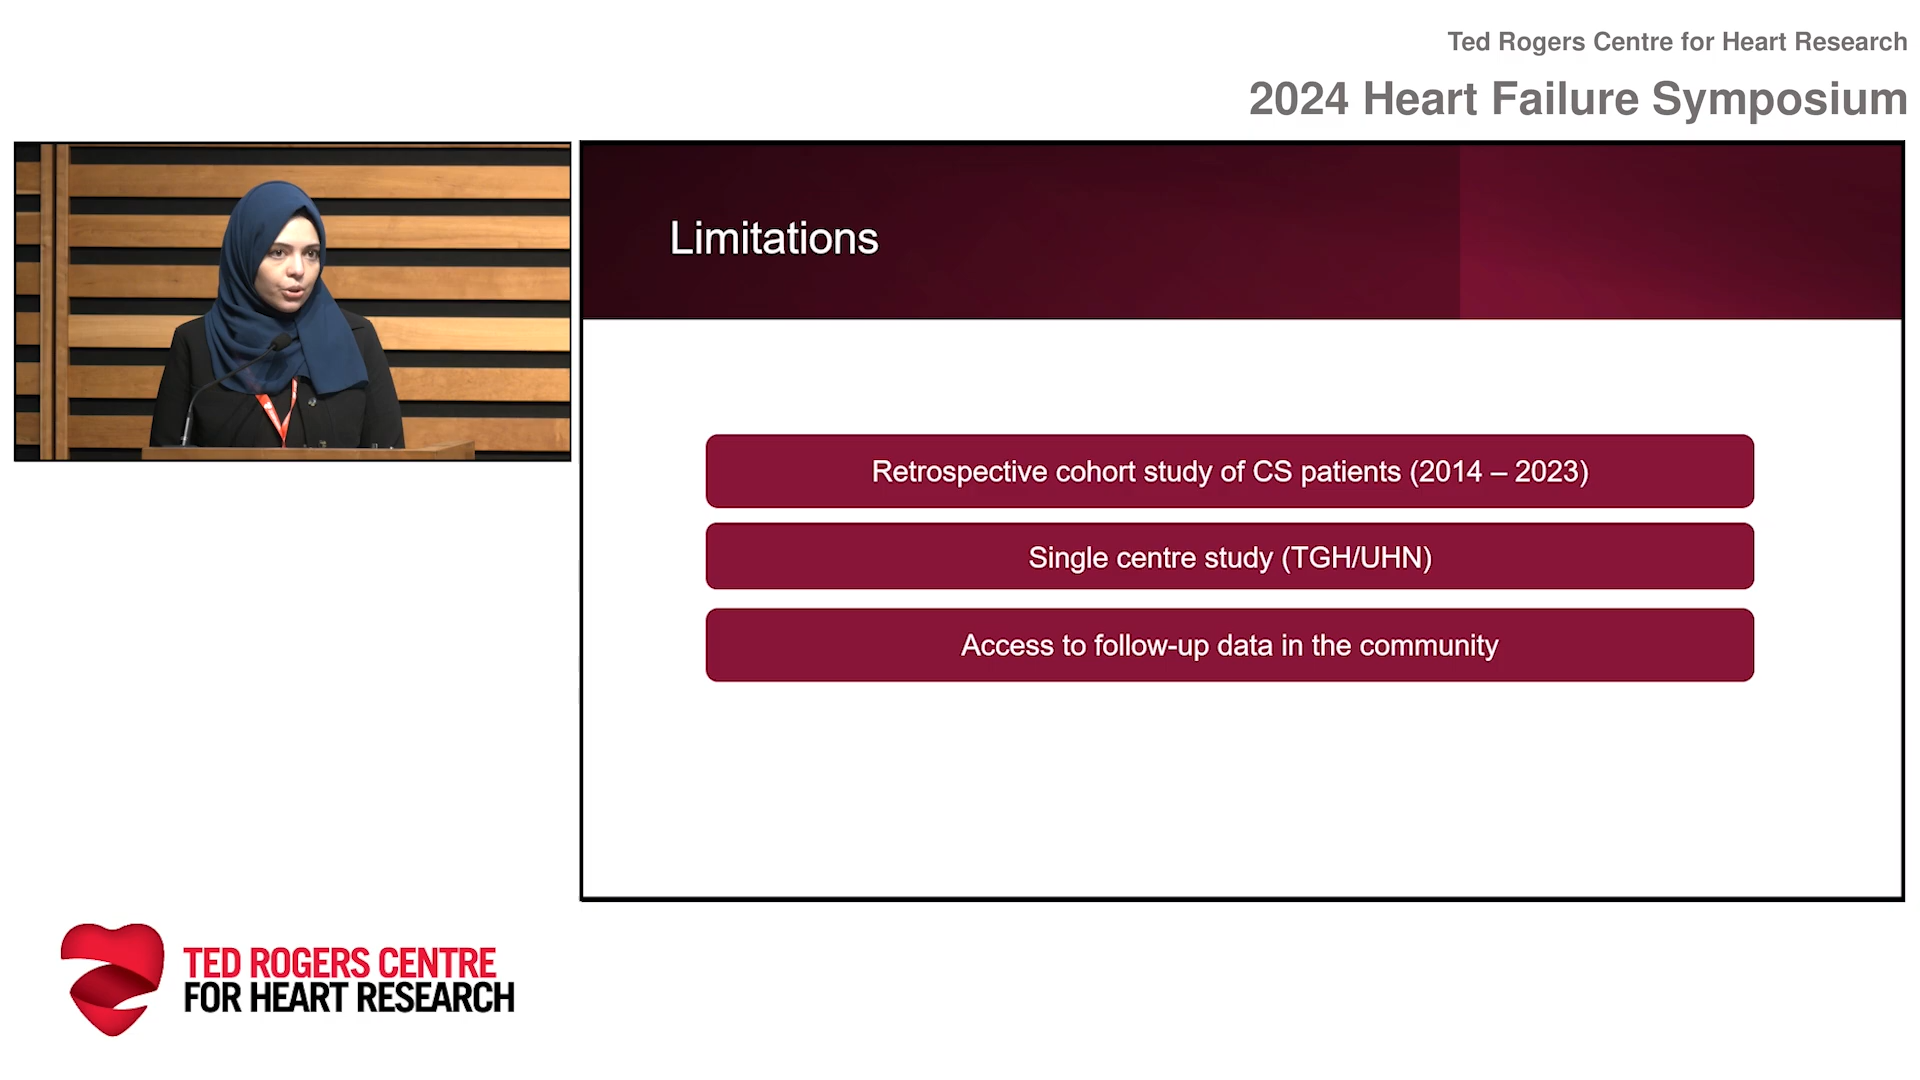 Ted Rogers Centre for Heart Research
2024 Heart Failure Symposium
Limitations
Retrospective cohort study of CS patients (2014 – 2023)
Single centre study (TGH/UHN)
Access to follow-up data in the community
TED ROGERS CENTRE
FOR HEART RESEARCH